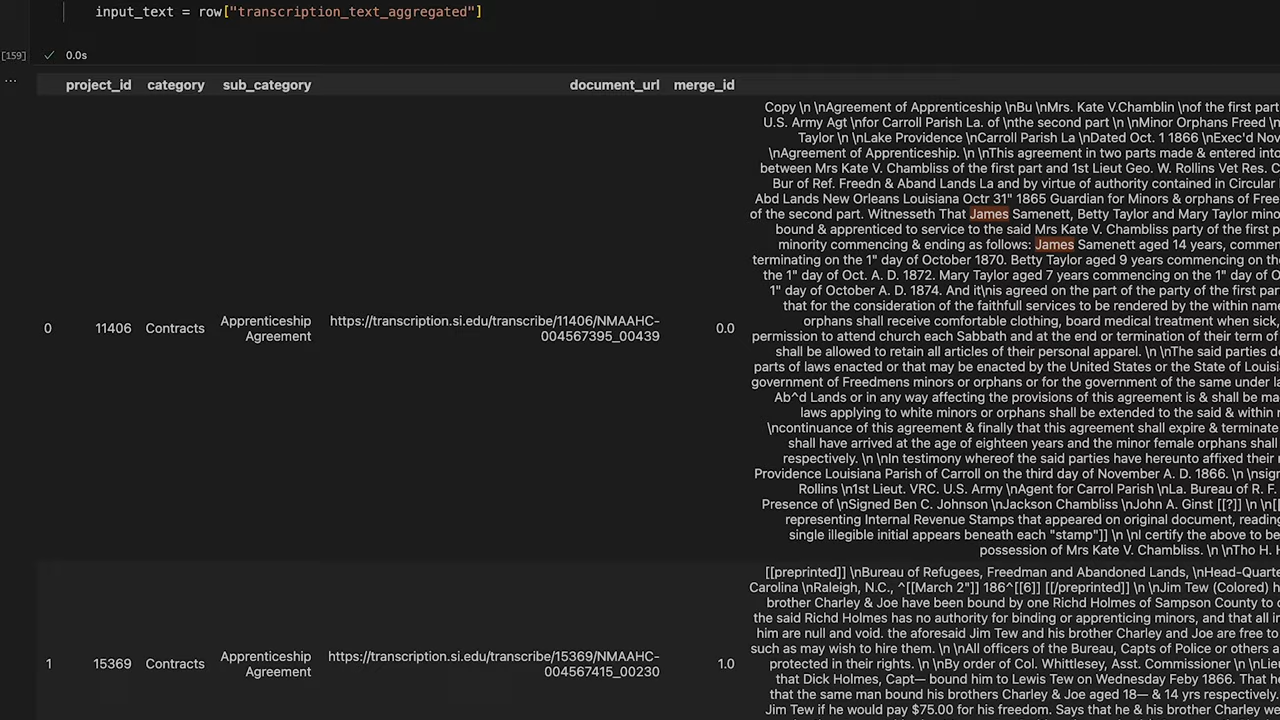 input_text = row["transcription_text_aggregated"]
[159]
0.0s
...
project_id category sub_category document_url merge_id
Copy \n \nAgreement of Apprenticeship \nBu \nMrs. Kate V.Chamblin \nof the first part
U.S. Army Agt \nfor Carroll Parish La. of \nthe second part \n \nMinor Orphans Freed \n
Taylor \n \nLake Providence \nCarroll Parish La \nDated Oct. 1 1866 \nExec'd Nov
\nAgreement of Apprenticeship. \n \nThis agreement in two parts made & entered into
between Mrs Kate V. Chambliss of the first part and 1st Lieut Geo. W. Rollins Vet Res. C
Bur of Ref. Freedn & Aband Lands La and by virtue of authority contained in Circular
Abd Lands New Orleans Louisiana Octr 31" 1865 Guardian for Minors & orphans of Free
of the second part. Witnesseth That James Samenett, Betty Taylor and Mary Taylor mino
bound & apprenticed to service to the said Mrs Kate V. Chambliss party of the first p
minority commencing & ending as follows: James Samenett aged 14 years, commen
terminating on the 1" day of October 1870. Betty Taylor aged 9 years commencing on the
the 1" day of Oct. A. D. 1872. Mary Taylor aged 7 years commencing on the 1" day of O
1" day of October A. D. 1874. And it\nis agreed on the part of the party of the first par
that for the consideration of the faithful services to be rendered by the within name
orphans shall receive comfortable clothing, board medical treatment when sick,
permission to attend church each Sabbath and at the end or termination of their term of
shall be allowed to retain all articles of their personal apparel. \n \nThe said parties d
parts of laws enacted or that may be enacted by the United States or the State of Louisi
government of Freedmens minors or orphans or for the government of the same under la
Ab^d Lands or in any way affecting the provisions of this agreement is & shall be ma
laws applying to white minors or orphans shall be extended to the said & within n
\ncontinuance of this agreement & finally that this agreement shall expire & terminate
shall have arrived at the age of eighteen years and the minor female orphans shall
respectively. \n \nIn testimony whereof the said parties have hereunto affixed their
Providence Louisiana Parish of Carroll on the third day of November A. D. 1866. \n \nsign
Rollins \n1st Lieut. VRC. U.S. Army \nAgent for Carrol Parish \nLa. Bureau of R. F.
Presence of \nSigned Ben C. Johnson \nJackson Chambliss \nJohn A. Ginst [[?]] \n \n[[
representing Internal Revenue Stamps that appeared on original document, reading
single illegible initial appears beneath each "stamp"]] \n \nI certify the above to be
possession of Mrs Kate V. Chambliss. \n \nTho H. H
0 11406 Contracts Apprenticeship Agreement https://transcription.si.edu/transcribe/11406/NMAAHC-004567395_00439 0.0
[[preprinted]] \nBureau of Refugees, Freedman and Abandoned Lands, \nHead-Quarte
Carolina \nRaleigh, N.C., ^[[March 2"]] 186^[[6]] [[/preprinted]] \n \nJim Tew (Colored) h
brother Charley & Joe have been bound by one Richd Holmes of Sampson County to c
the said Richd Holmes has no authority for binding or apprenticing minors, and that all in
him are null and void. the aforesaid Jim Tew and his brother Charley and Joe are free to
such as may wish to hire them. \n \nAll officers of the Bureau, Capts of Police or others a
protected in their rights. \n \nBy order of Col. Whittlesey, Asst. Commissioner \n \nLieu
that Dick Holmes, Capt— bound him to Lewis Tew on Wednesday Feby 1866. That he
that the same man bound his brothers Charley & Joe aged 18— & 14 yrs respectively.
Jim Tew if he would pay $75.00 for his freedom. Says that he & his brother Charley we
1 15369 Contracts Apprenticeship Agreement https://transcription.si.edu/transcribe/15369/NMAAHC-004567415_00230 1.0